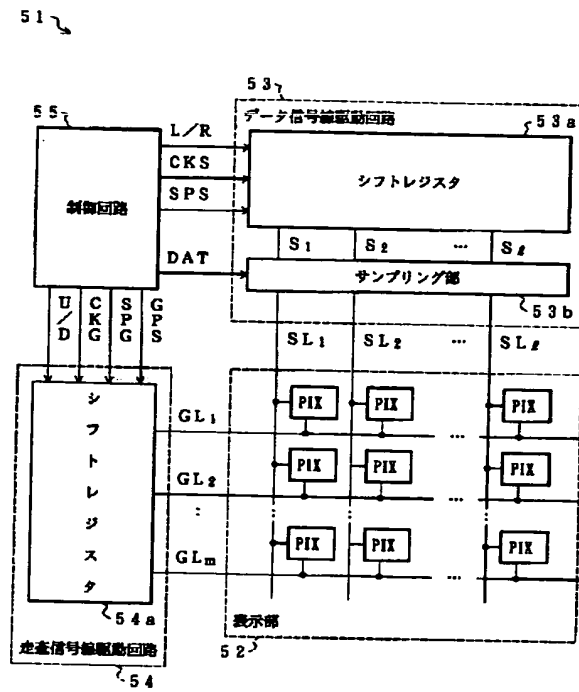 51
55
制御回路
L/R
CKS
SPS
DAT
53
データ信号線駆動回路
53a
シフトレジスタ
S1 S2 … Sℓ
サンプリング部
53b
U/D
CKG
SPG
GPS
SL1 SL2 … SLℓ
シフトレジスタ
54a
走査信号線駆動回路
54
GL1
GL2
:
GLm
PIX PIX PIX
…
PIX PIX PIX
…
PIX PIX PIX
…
表示部
52